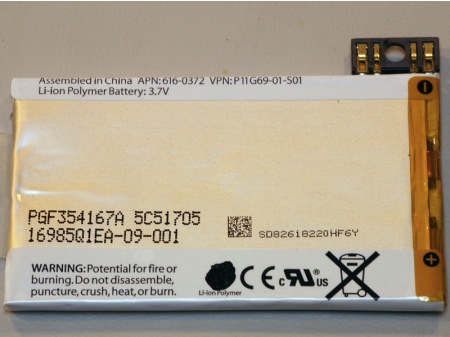 Assembled in China APN: 616-0372 VPN: P11G69-01-S01
Li-ion Polymer Battery: 3.7V
PGF354167A 5C51705
16985Q1EA-09-001
SD82618220HF6Y
WARNING: Potential for fire or
burning. Do not disassemble,
puncture, crush, heat, or burn.
Li-ion Polymer
CE
c RU us